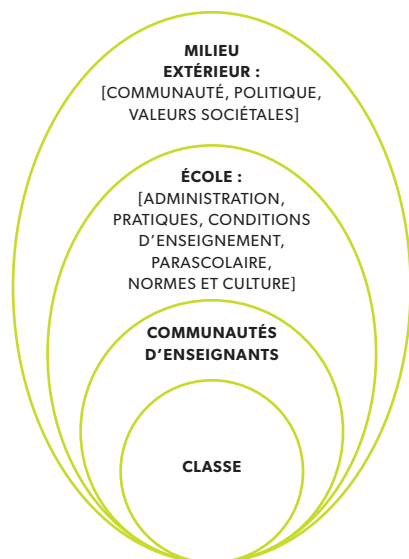 MILIEU
EXTÉRIEUR :
[COMMUNAUTÉ, POLITIQUE,
VALEURS SOCIÉTALES]
ÉCOLE :
[ADMINISTRATION,
PRATIQUES, CONDITIONS
D’ENSEIGNEMENT,
PARASCOLAIRE,
NORMES ET CULTURE]
COMMUNAUTÉS
D’ENSEIGNANTS
CLASSE